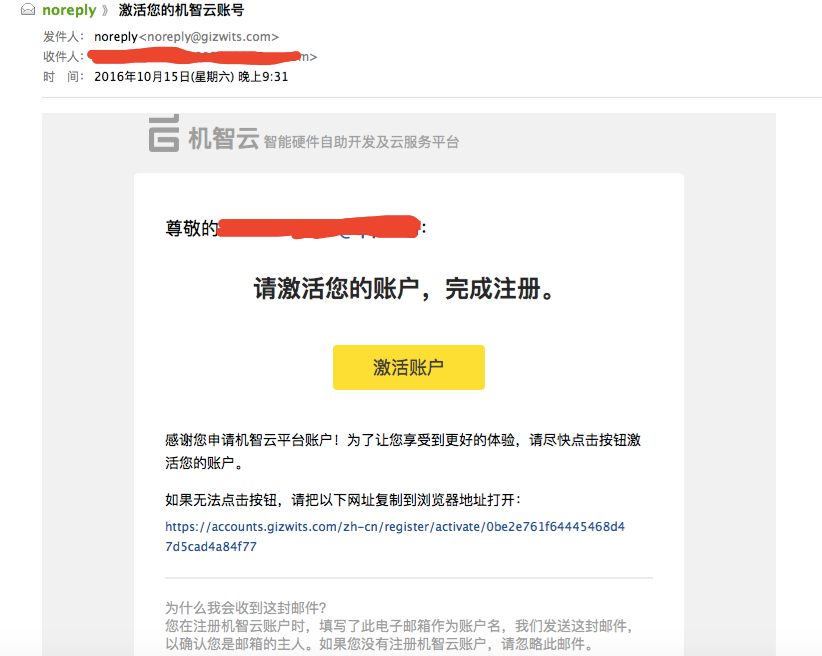 noreply 》 激活您的机智云账号
发件人： noreply<noreply@gizwits.com>
收件人： m>
时 间： 2016年10月15日(星期六) 晚上9:31
机智云 智能硬件自助开发及云服务平台
尊敬的 :
请激活您的账户，完成注册。
激活账户
感谢您申请机智云平台账户！为了让您享受到更好的体验，请尽快点击按钮激
活您的账户。
如果无法点击按钮，请把以下网址复制到浏览器地址打开：
https://accounts.gizwits.com/zh-cn/register/activate/0be2e761f64445468d4
7d5cad4a84f77
为什么我会收到这封邮件?
您在注册机智云账户时，填写了此电子邮箱作为账户名，我们发送这封邮件，
以确认您是邮箱的主人。如果您没有注册机智云账户，请忽略此邮件。